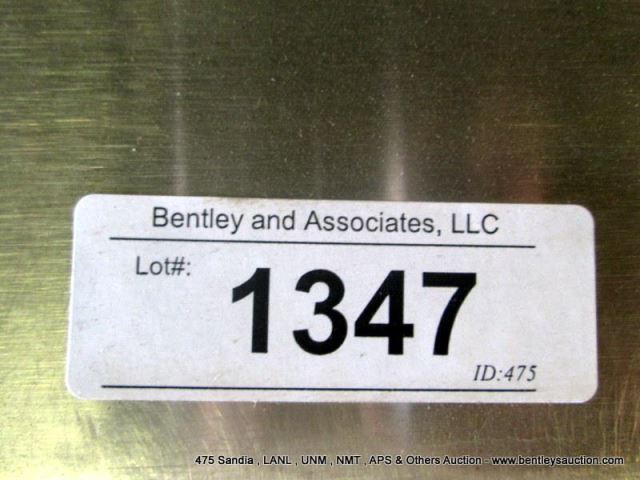 Bentley and Associates, LLC
Lot#:
1347
ID:475
475 Sandia , LANL , UNM , NMT , APS & Others Auction - www.bentleysauction.com